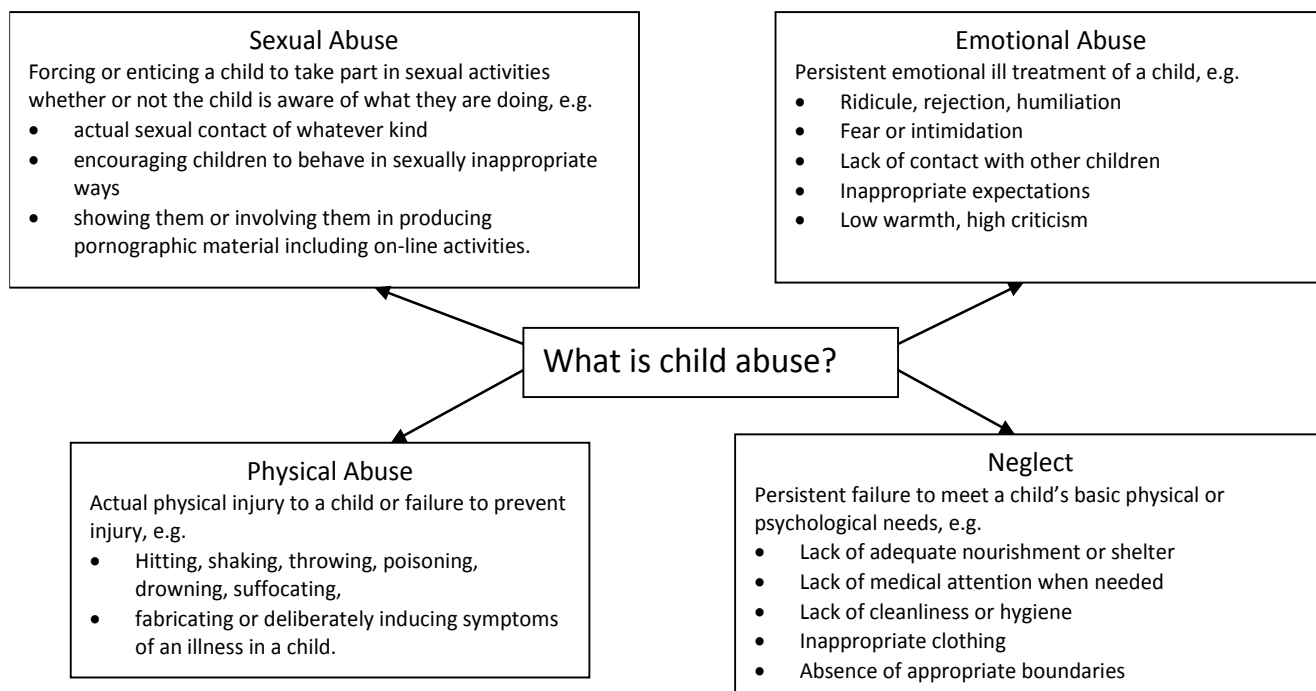 Sexual Abuse
Forcing or enticing a child to take part in sexual activities
whether or not the child is aware of what they are doing, e.g.
• actual sexual contact of whatever kind
• encouraging children to behave in sexually inappropriate
ways
• showing them or involving them in producing
pornographic material including on-line activities.
Emotional Abuse
Persistent emotional ill treatment of a child, e.g.
• Ridicule, rejection, humiliation
• Fear or intimidation
• Lack of contact with other children
• Inappropriate expectations
• Low warmth, high criticism
What is child abuse?
Physical Abuse
Actual physical injury to a child or failure to prevent
injury, e.g.
• Hitting, shaking, throwing, poisoning,
drowning, suffocating,
• fabricating or deliberately inducing symptoms
of an illness in a child.
Neglect
Persistent failure to meet a child’s basic physical or
psychological needs, e.g.
• Lack of adequate nourishment or shelter
• Lack of medical attention when needed
• Lack of cleanliness or hygiene
• Inappropriate clothing
• Absence of appropriate boundaries